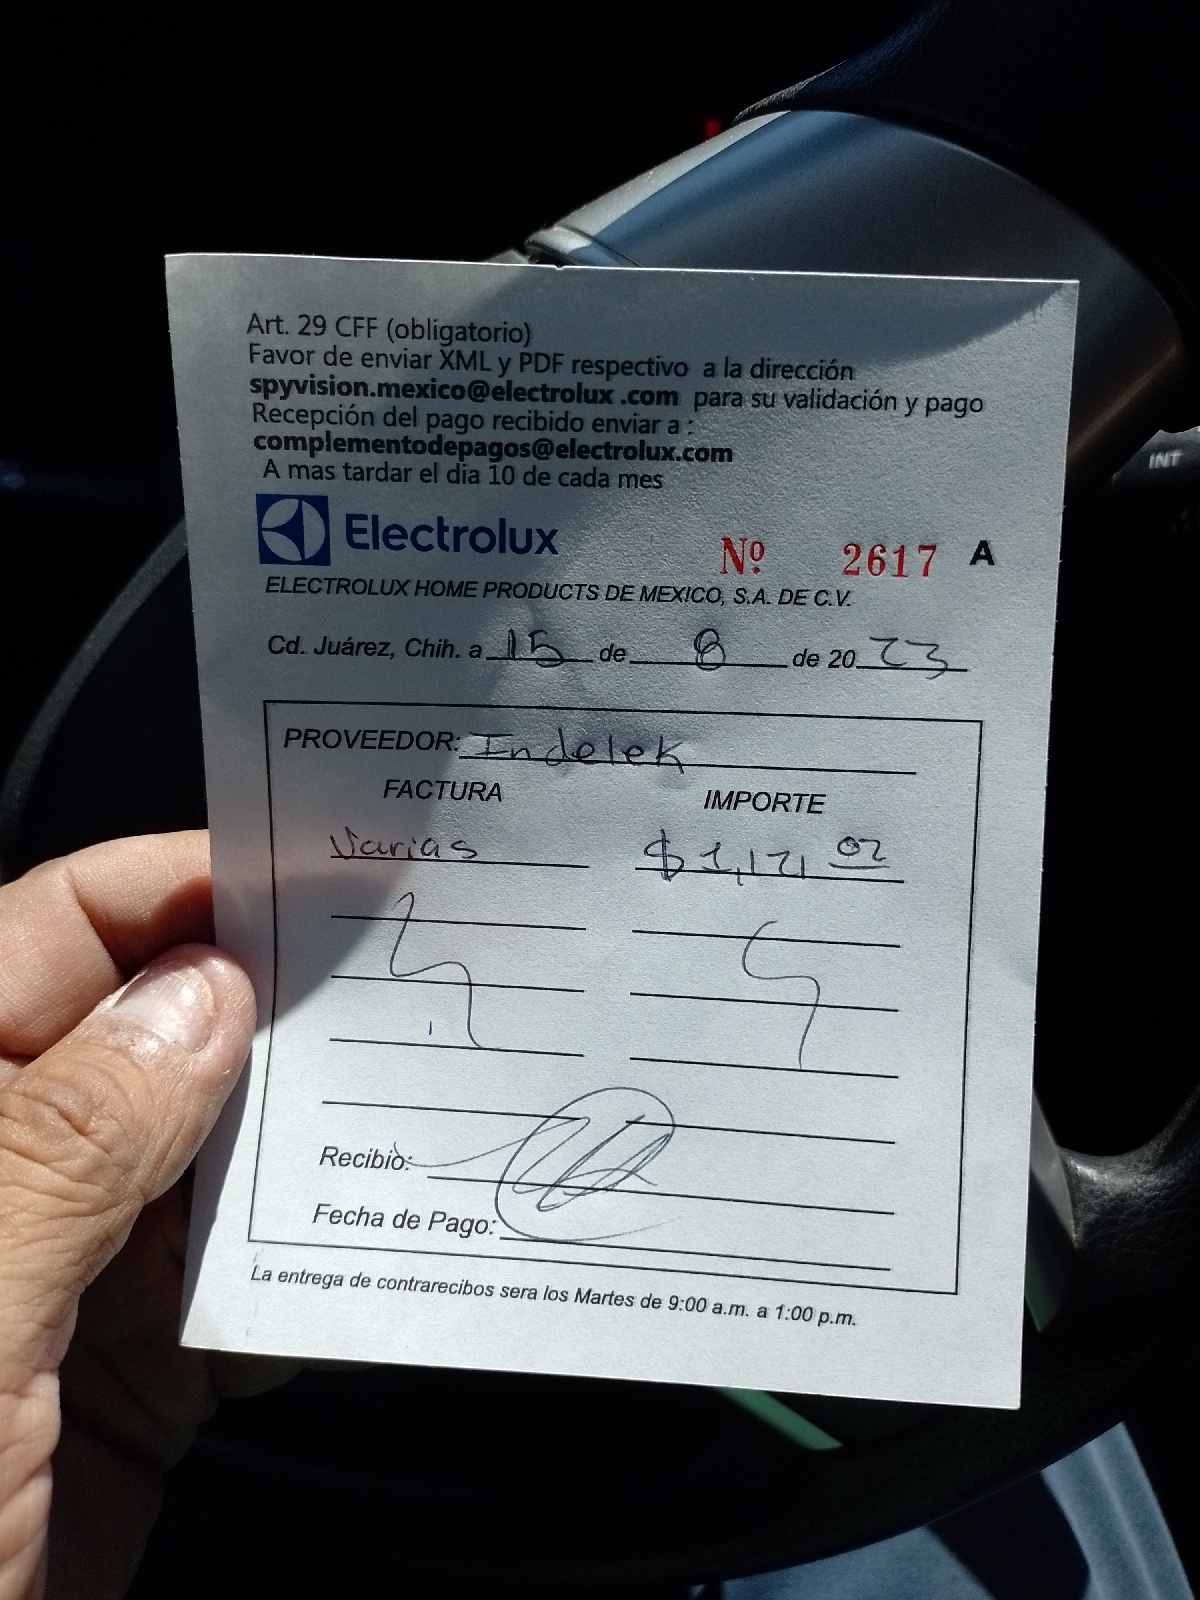 Art. 29 CFF (obligatorio)
Favor de enviar XML y PDF respectivo a la dirección
spyvision.mexico@electrolux .com para su validación y pago
Recepción del pago recibido enviar a :
complementodepagos@electrolux.com
A mas tardar el dia 10 de cada mes
Electrolux
Nº 2617 A
ELECTROLUX HOME PRODUCTS DE MEXICO, S.A. DE C.V.
Cd. Juárez, Chih. a 15 de 8 de 2023
PROVEEDOR: Indelek
FACTURA IMPORTE
Varias $1,121 02
Recibió:
Fecha de Pago:
La entrega de contrarecibos sera los Martes de 9:00 a.m. a 1:00 p.m.
INT